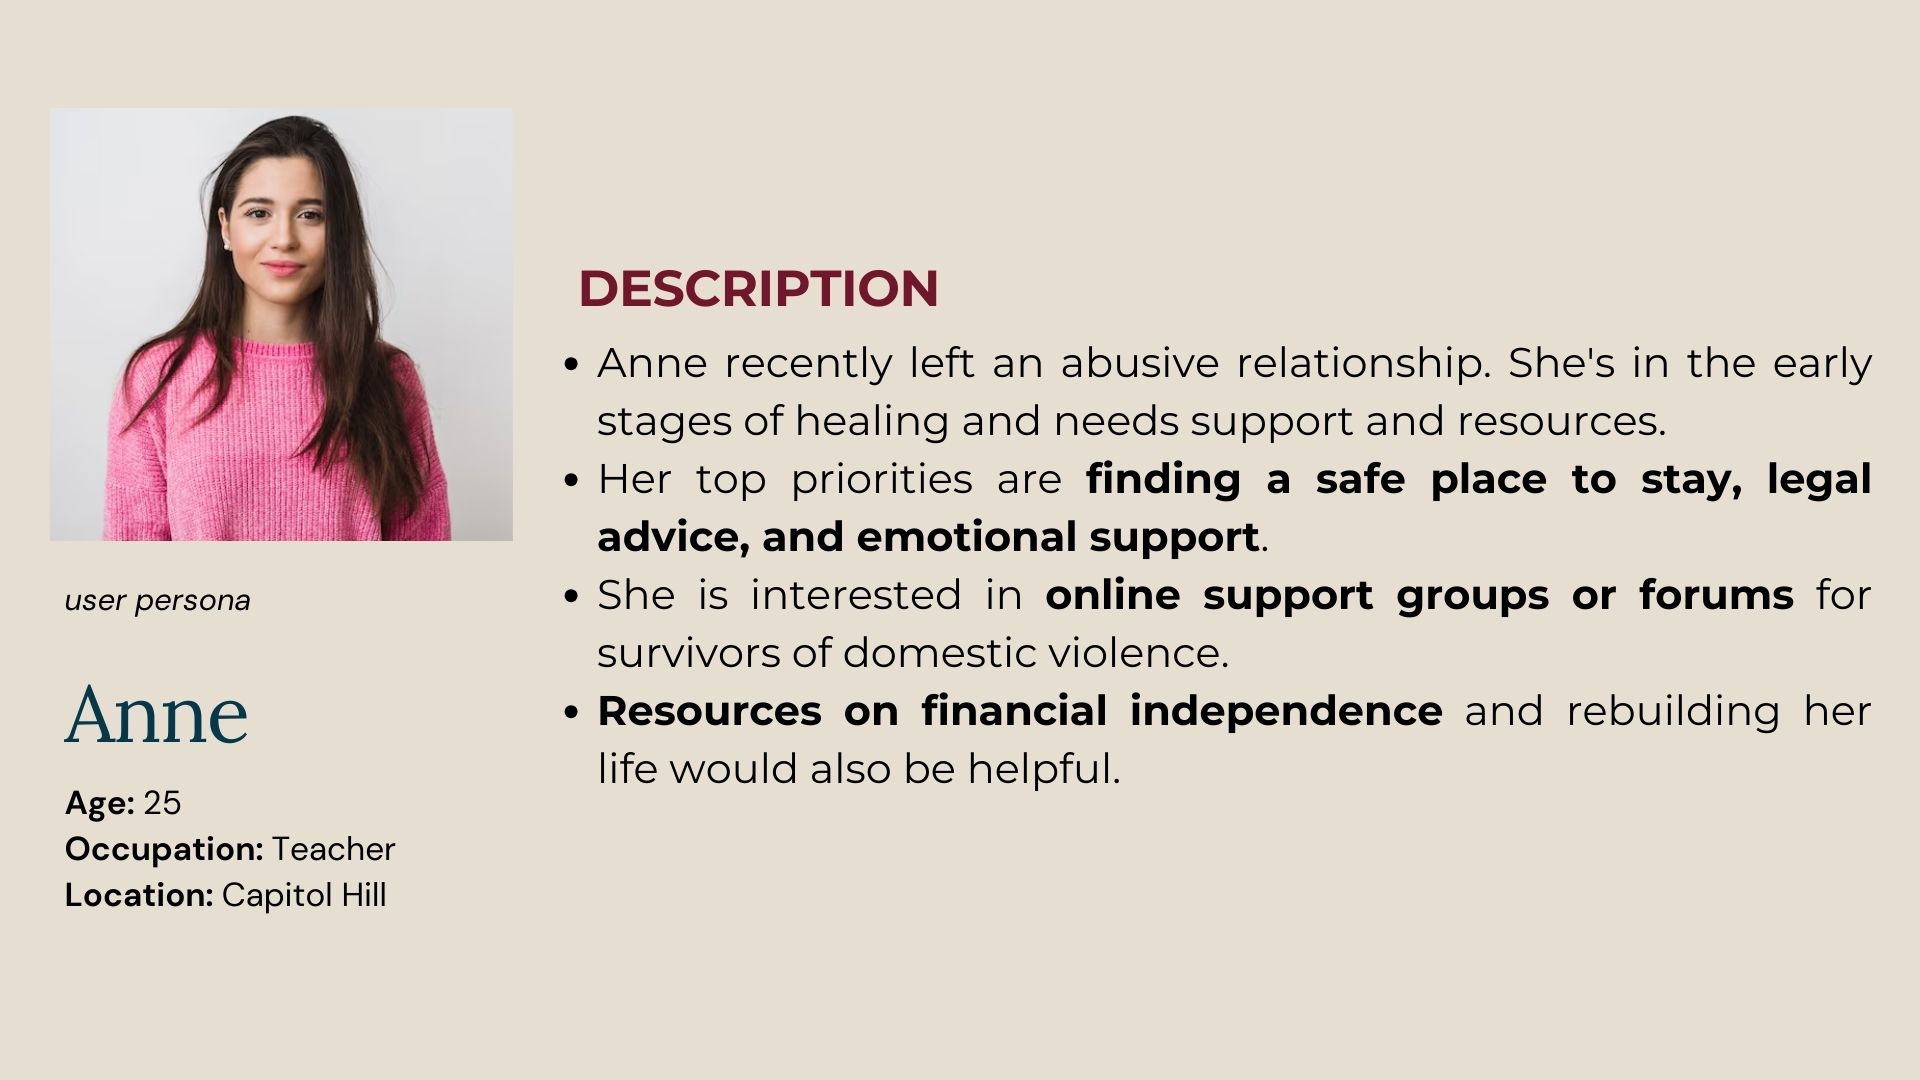 user persona
Anne
Age: 25
Occupation: Teacher
Location: Capitol Hill
DESCRIPTION
• Anne recently left an abusive relationship. She's in the early
stages of healing and needs support and resources.
• Her top priorities are finding a safe place to stay, legal
advice, and emotional support.
• She is interested in online support groups or forums for
survivors of domestic violence.
• Resources on financial independence and rebuilding her
life would also be helpful.